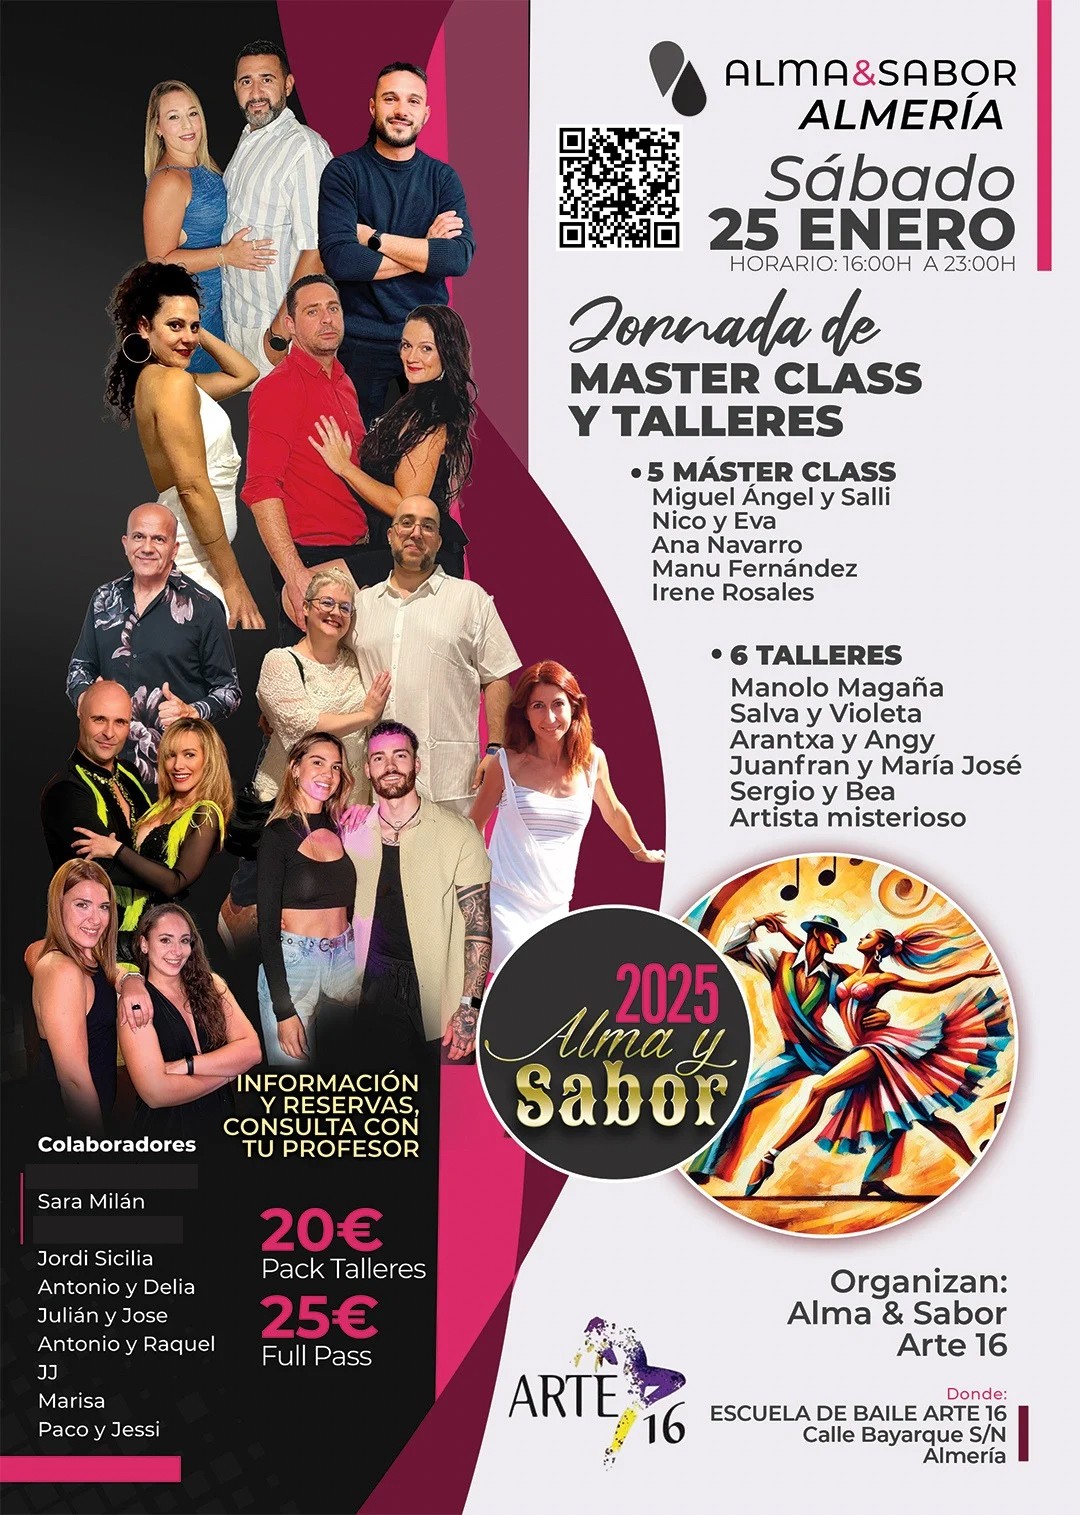 ALMA&SABOR
ALMERÍA
Sábado
25 ENERO
HORARIO: 16:00H A 23:00H
Jornada de
MASTER CLASS
Y TALLERES
• 5 MÁSTER CLASS
Miguel Ángel y Salli
Nico y Eva
Ana Navarro
Manu Fernández
Irene Rosales
• 6 TALLERES
Manolo Magaña
Salva y Violeta
Arantxa y Angy
Juanfran y María José
Sergio y Bea
Artista misterioso
2025
Alma y
Sabor
INFORMACIÓN
Y RESERVAS,
CONSULTA CON
TU PROFESOR
Colaboradores
Sara Milán
Jordi Sicilia
Antonio y Delia
Julián y Jose
Antonio y Raquel
JJ
Marisa
Paco y Jessi
20€
Pack Talleres
25€
Full Pass
ARTE
16
Organizan:
Alma & Sabor
Arte 16
Donde:
ESCUELA DE BAILE ARTE 16
Calle Bayarque S/N
Almería